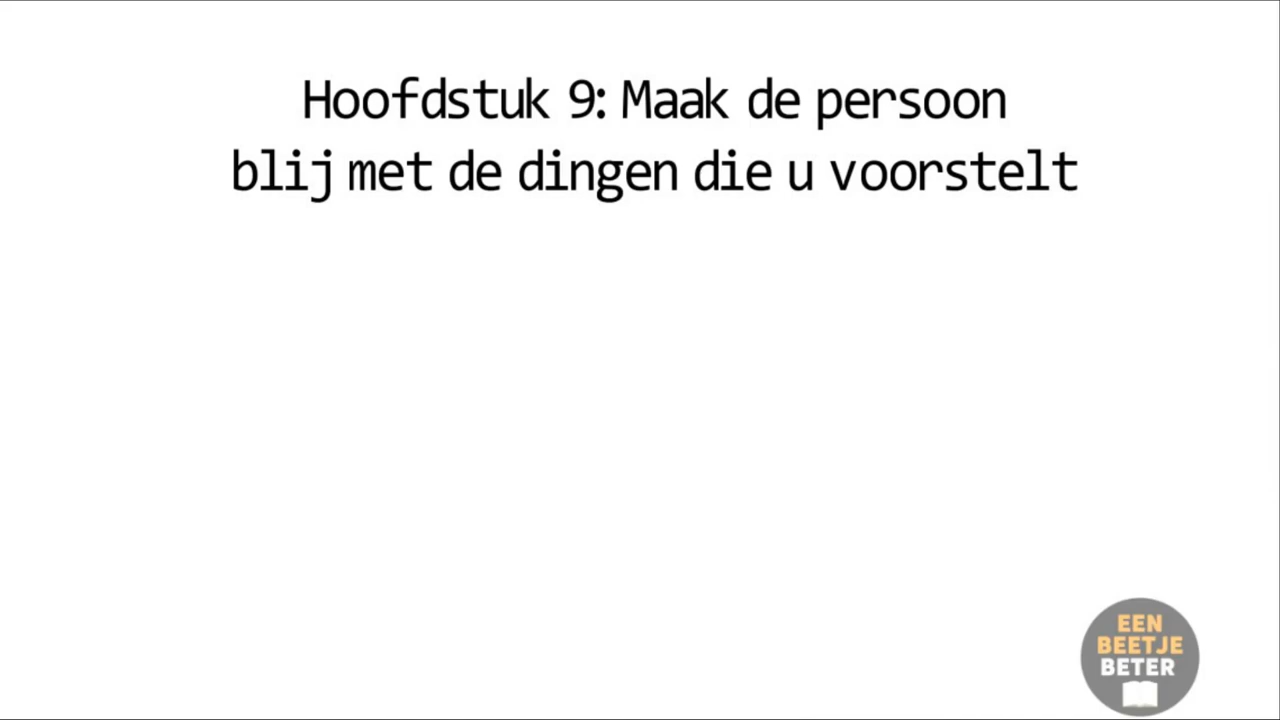 Hoofdstuk 9: Maak de persoon
blij met de dingen die u voorstelt
EEN
BEETJE
BETER